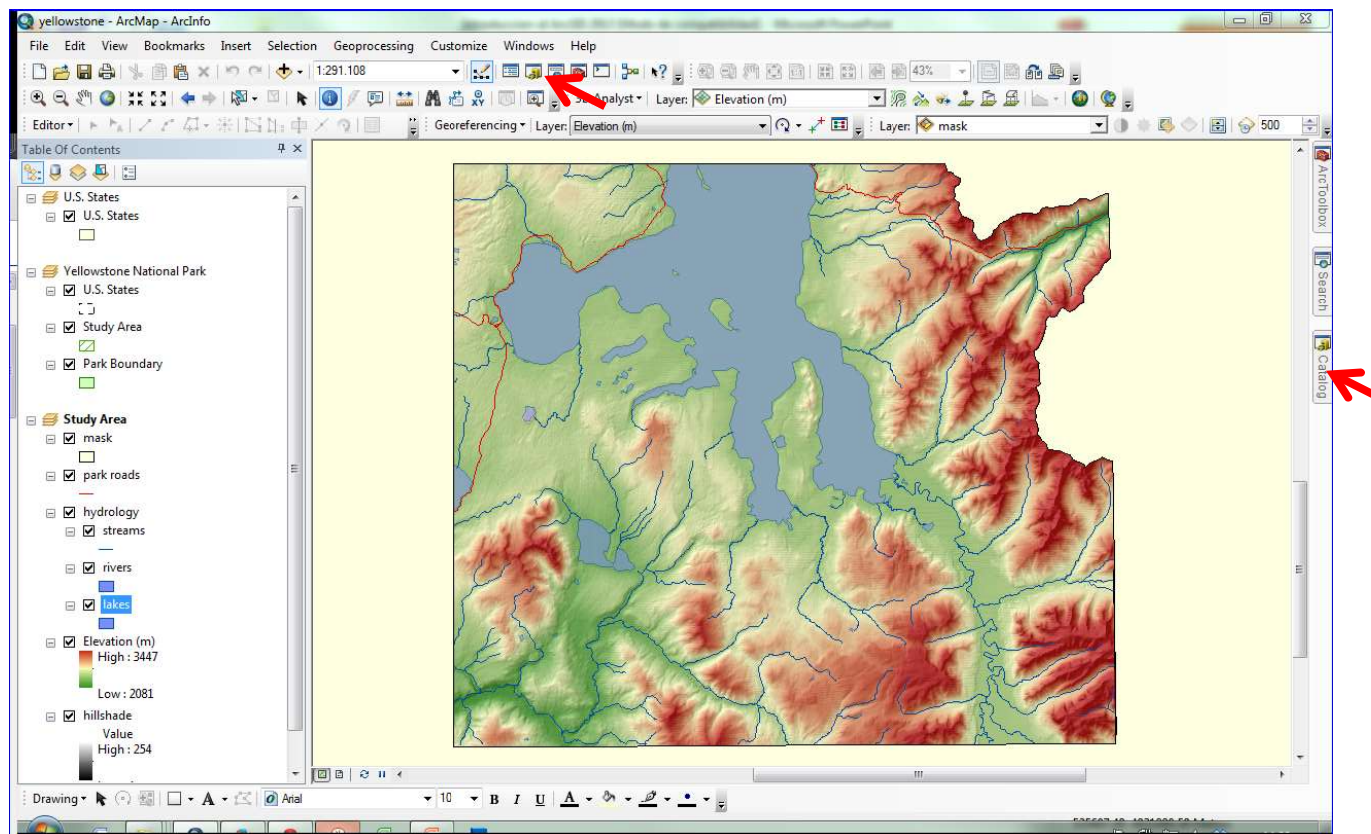 yellowstone - ArcMap - ArcInfo
File Edit View Bookmarks Insert Selection Geoprocessing Customize Windows Help
1:291.108
43%
Analyst Layer: Elevation (m)
Editor
Georeferencing Layer: Elevation (m)
Layer: mask
500
Table Of Contents
U.S. States
U.S. States
Yellowstone National Park
U.S. States
Study Area
Park Boundary
Study Area
mask
park roads
hydrology
streams
rivers
lakes
Elevation (m)
High : 3447
Low : 2081
hillshade
Value
High : 254
ArcToolbox
Search
Catalog
Drawing
A
Arial
10
B I U A